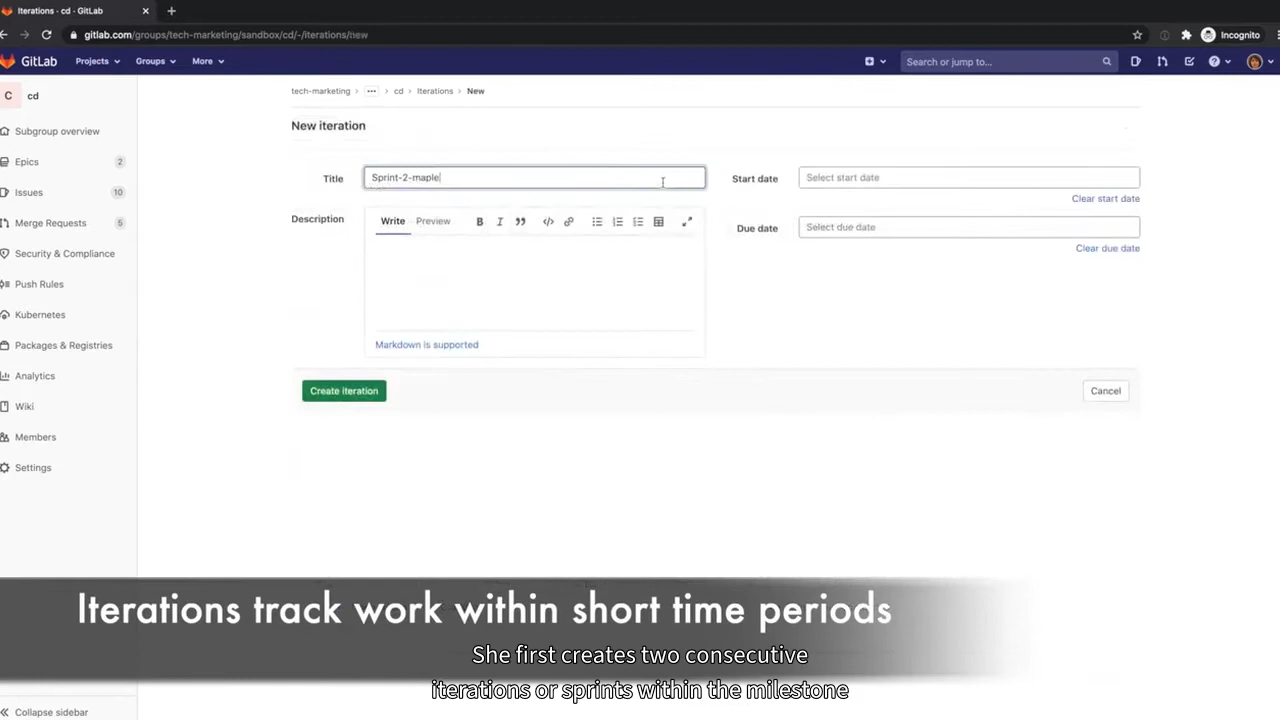 Iterations · cd · GitLab
gitlab.com/groups/tech-marketing/sandbox/cd/-/iterations/new
Incognito
GitLab
Projects
Groups
More
Search or jump to...
C
cd
tech-marketing > ... > cd > Iterations > New
Subgroup overview
New iteration
Epics 2
Title
Sprint-2-maple
Start date
Select start date
Issues 10
Clear start date
Description
Write
Preview
B
I
Merge Requests 5
Due date
Select due date
Clear due date
Security & Compliance
Push Rules
Kubernetes
Packages & Registries
Markdown is supported
Analytics
Create iteration
Cancel
Wiki
Members
Settings
Iterations track work within short time periods
She first creates two consecutive
iterations or sprints within the milestone
Collapse sidebar